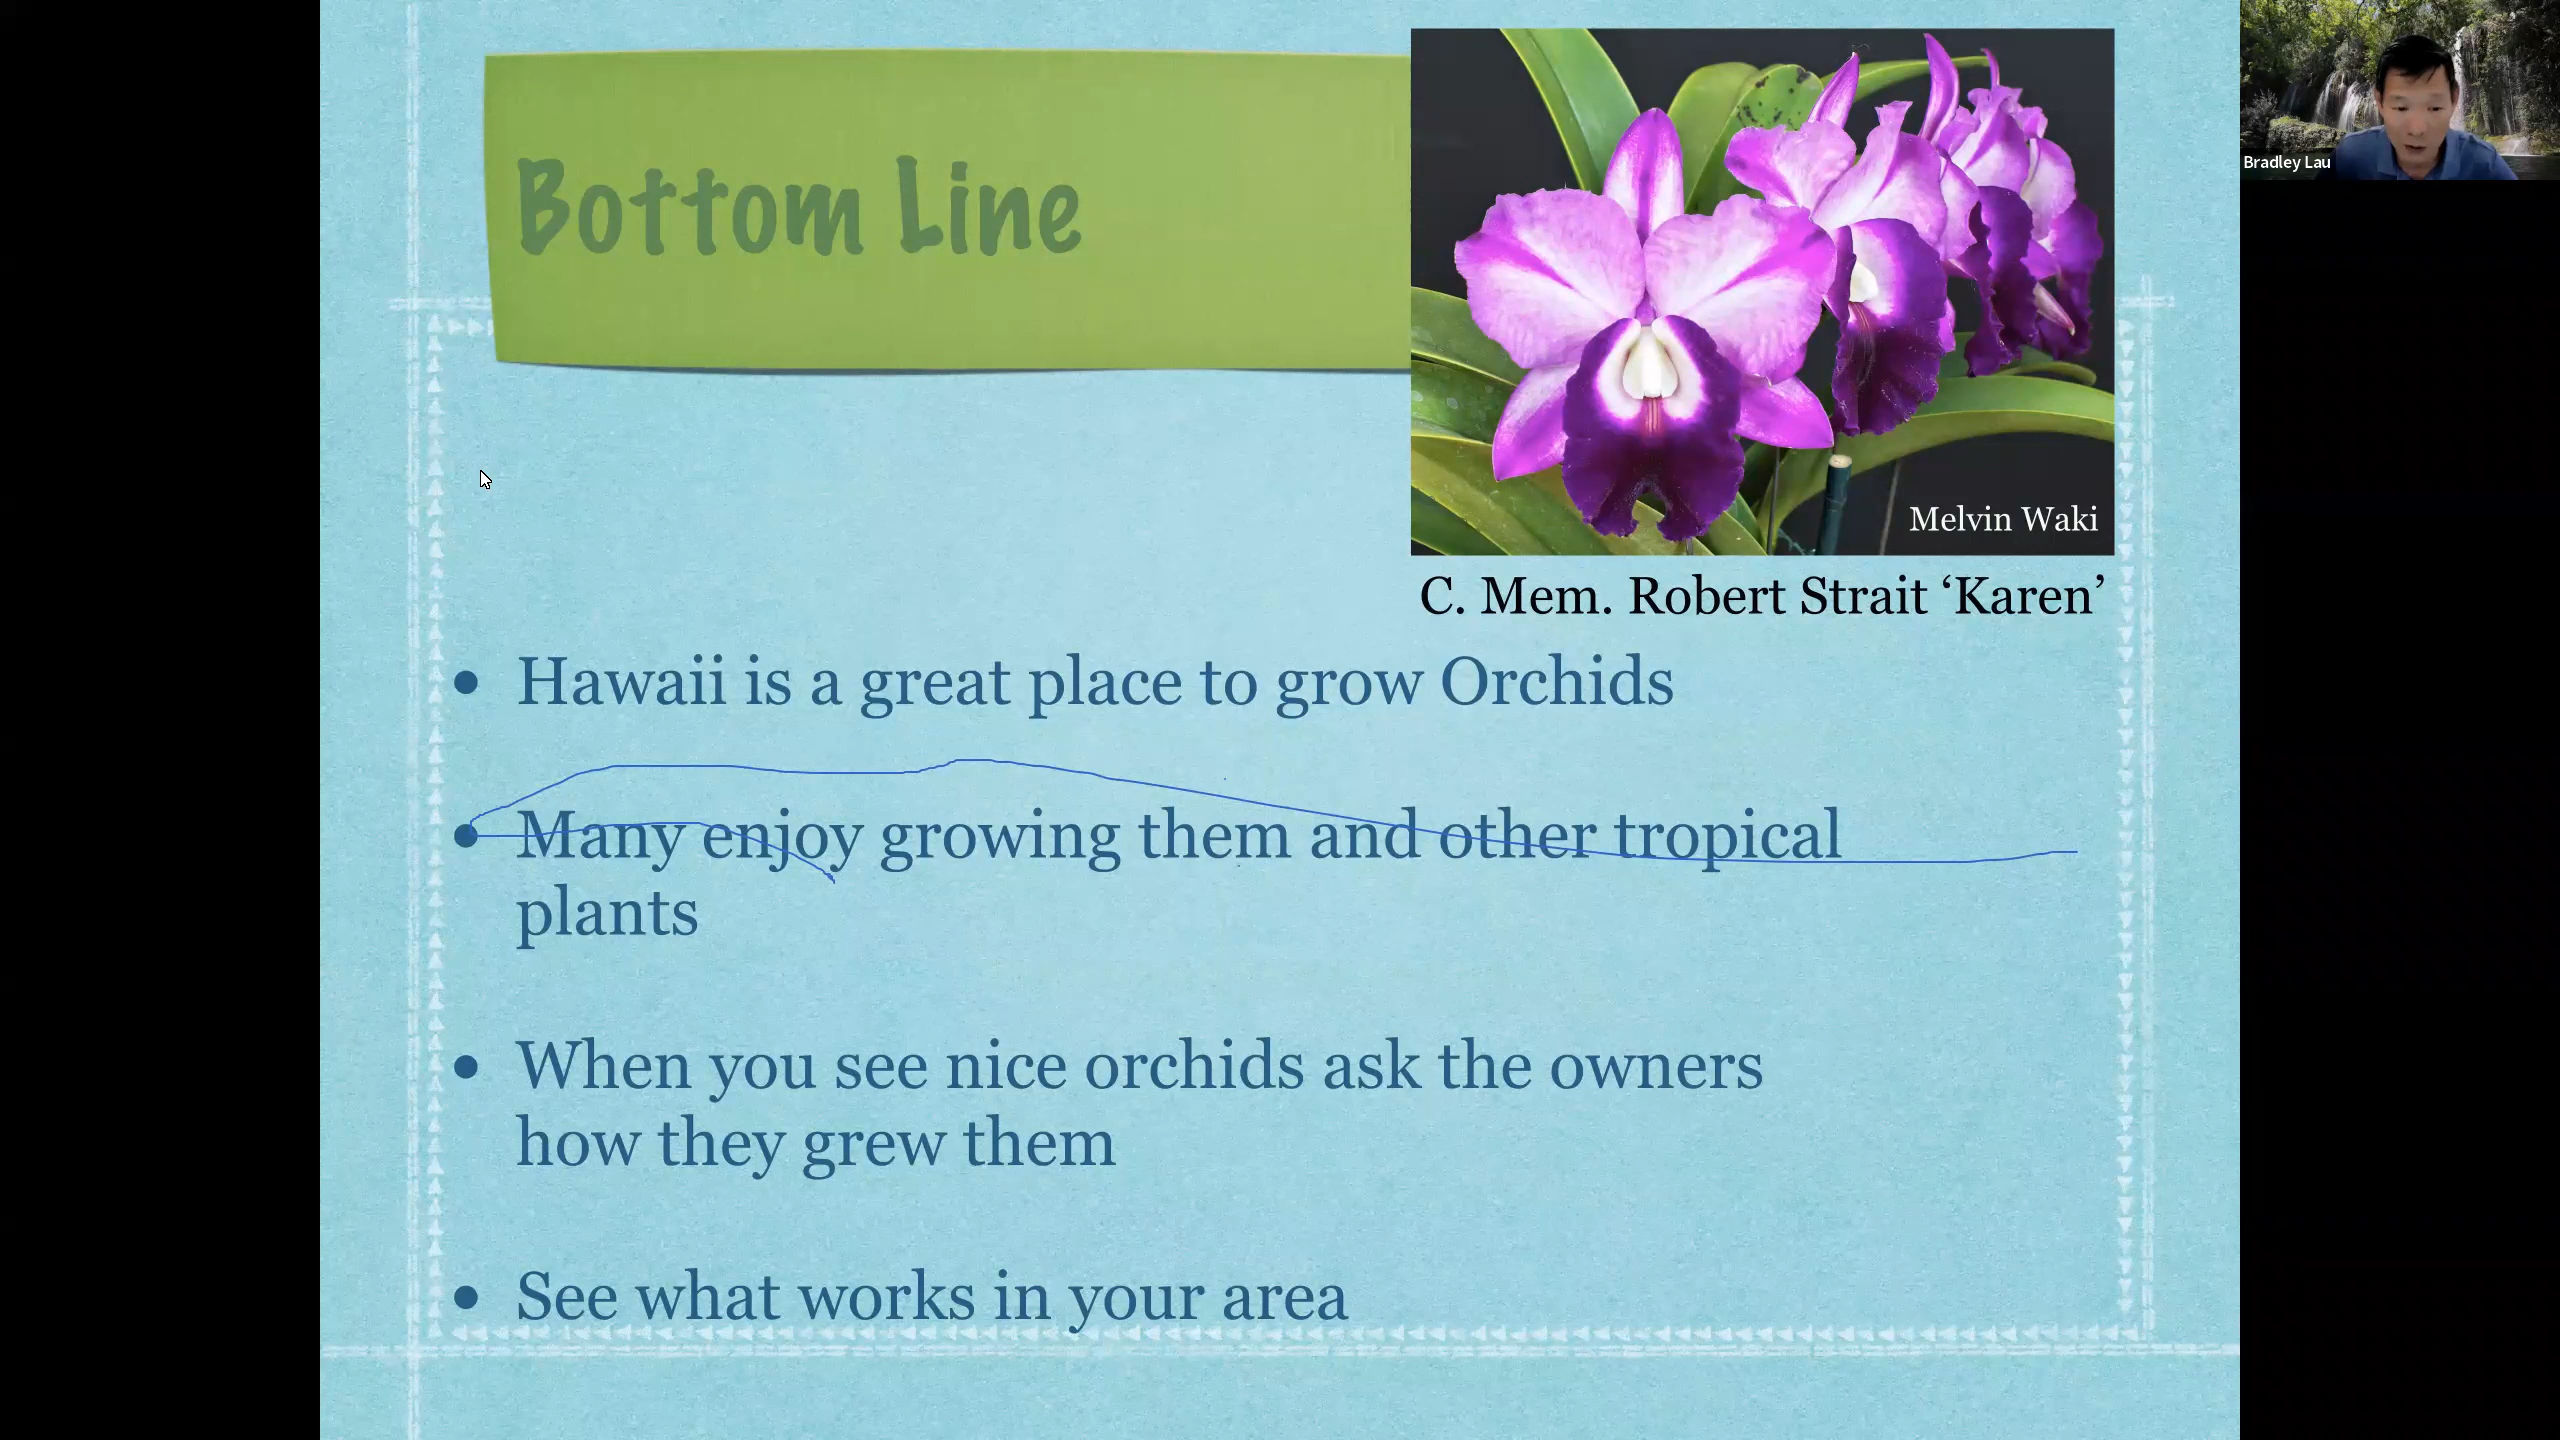 Bottom Line
Melvin Waki
C. Mem. Robert Strait ‘Karen’
• Hawaii is a great place to grow Orchids
• Many enjoy growing them and other tropical
plants
• When you see nice orchids ask the owners
how they grew them
• See what works in your area
Bradley Lau